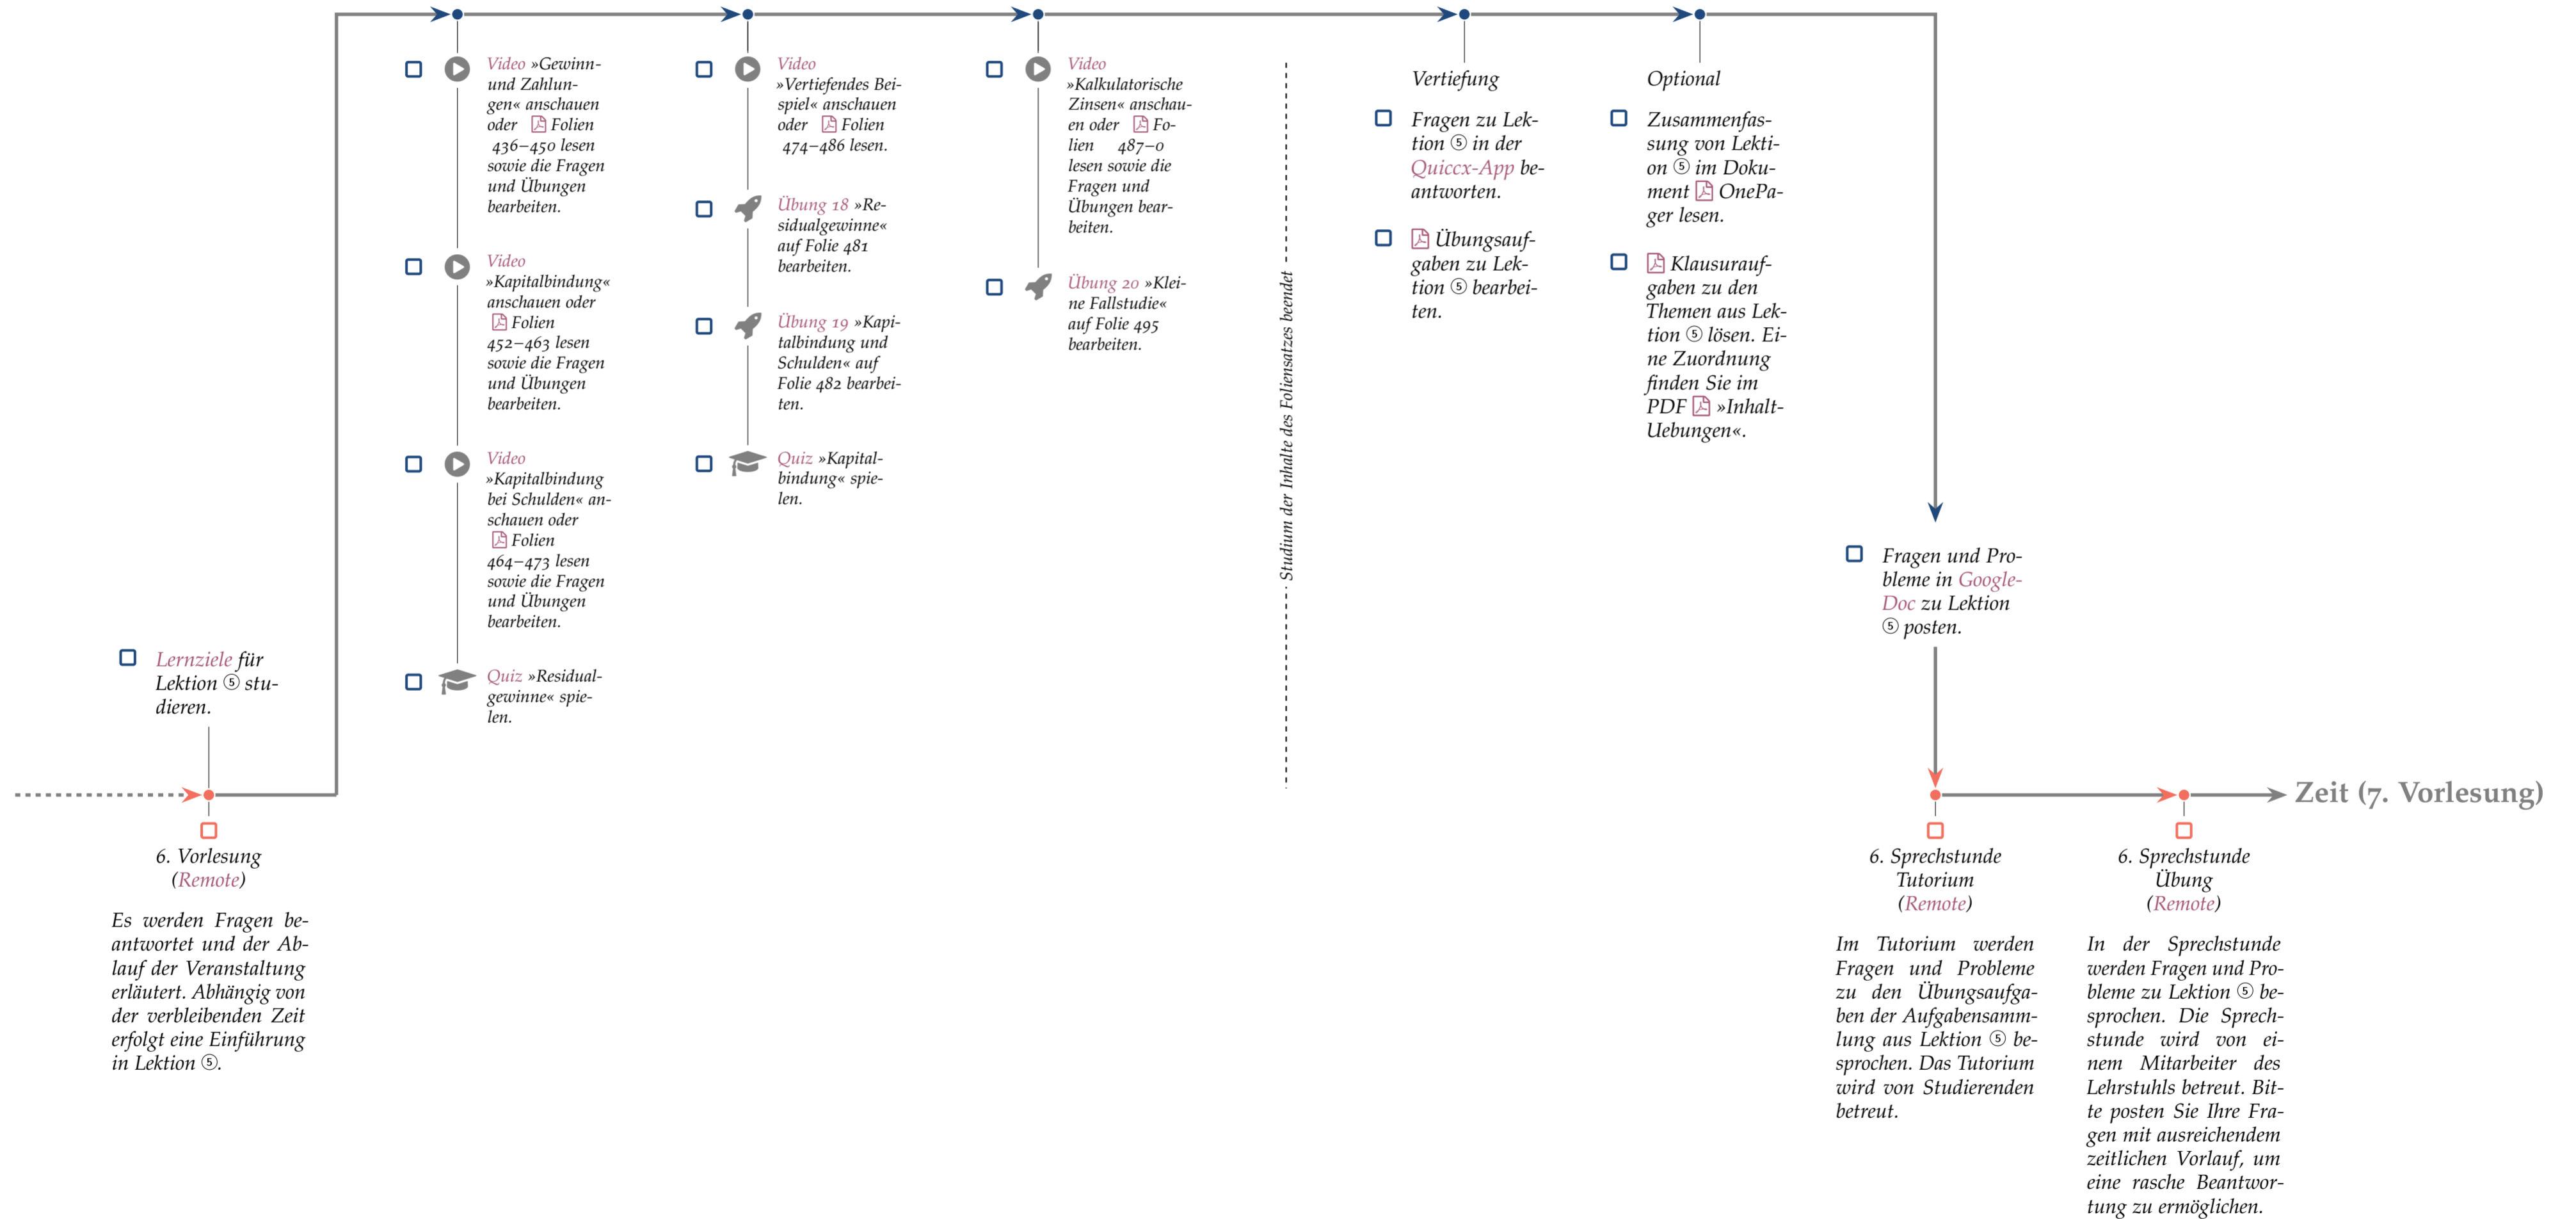 Video »Gewinn-
und Zahlun-
gen« anschauen
oder Folien
436–450 lesen
sowie die Fragen
und Übungen
bearbeiten.
Video
»Kapitalbindung«
anschauen oder
Folien
452–463 lesen
sowie die Fragen
und Übungen
bearbeiten.
Video
»Kapitalbindung
bei Schulden« an-
schauen oder
Folien
464–473 lesen
sowie die Fragen
und Übungen
bearbeiten.
Quiz »Residual-
gewinne« spie-
len.
Video
»Vertiefendes Bei-
spiel« anschauen
oder Folien
474–486 lesen.
Übung 18 »Re-
sidualgewinne«
auf Folie 481
bearbeiten.
Übung 19 »Kapi-
talbindung und
Schulden« auf
Folie 482 bearbei-
ten.
Quiz »Kapital-
bindung« spie-
len.
Video
»Kalkulatorische
Zinsen« anschau-
en oder Fo-
lien 487–0
lesen sowie die
Fragen und
Übungen bear-
beiten.
Übung 20 »Klei-
ne Fallstudie«
auf Folie 495
bearbeiten.
Studium der Inhalte des Foliensatzes beendet
Vertiefung
Fragen zu Lek-
tion ⑤ in der
Quiccx-App be-
antworten.
Übungsauf-
gaben zu Lek-
tion ⑤ bearbei-
ten.
Optional
Zusammenfas-
sung von Lekti-
on ⑤ im Doku-
ment OnePa-
ger lesen.
Klausurauf-
gaben zu den
Themen aus Lek-
tion ⑤ lösen. Ei-
ne Zuordnung
finden Sie im
PDF »Inhalt-
Uebungen«.
Fragen und Pro-
bleme in Google-
Doc zu Lektion
⑤ posten.
Lernziele für
Lektion ⑤ stu-
dieren.
Zeit (7. Vorlesung)
6. Vorlesung
(Remote)
Es werden Fragen be-
antwortet und der Ab-
lauf der Veranstaltung
erläutert. Abhängig von
der verbleibenden Zeit
erfolgt eine Einführung
in Lektion ⑤.
6. Sprechstunde
Tutorium
(Remote)
Im Tutorium werden
Fragen und Probleme
zu den Übungsaufga-
ben der Aufgabensamm-
lung aus Lektion ⑤ be-
sprochen. Das Tutorium
wird von Studierenden
betreut.
6. Sprechstunde
Übung
(Remote)
In der Sprechstunde
werden Fragen und Pro-
bleme zu Lektion ⑤ be-
sprochen. Die Sprech-
stunde wird von ei-
nem Mitarbeiter des
Lehrstuhls betreut. Bit-
te posten Sie Ihre Fra-
gen mit ausreichendem
zeitlichen Vorlauf, um
eine rasche Beantwor-
tung zu ermöglichen.